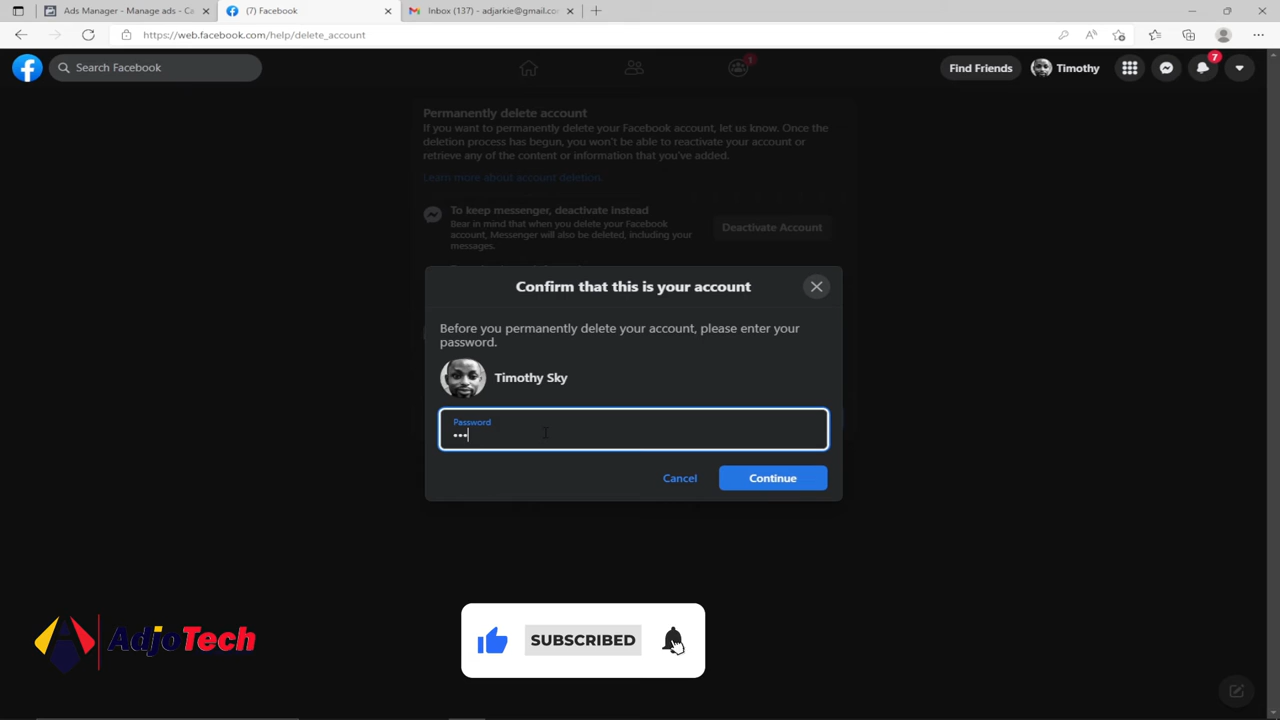 Ads Manager - Manage ads - Ca
(7) Facebook
Inbox (137) - adjarkie@gmail.co
https://web.facebook.com/help/delete_account
Search Facebook
1
Find Friends
Timothy
7
Permanently delete account
If you want to permanently delete your Facebook account, let us know. Once the
deletion process has begun, you won't be able to reactivate your account or
retrieve any of the content or information that you've added.
Learn more about account deletion.
To keep messenger, deactivate instead
Bear in mind that when you delete your Facebook
account, Messenger will also be deleted, including your
messages.
Deactivate Account
Confirm that this is your account
Before you permanently delete your account, please enter your
password.
Timothy Sky
Password
•••
Cancel
Continue
AdjoTech
SUBSCRIBED